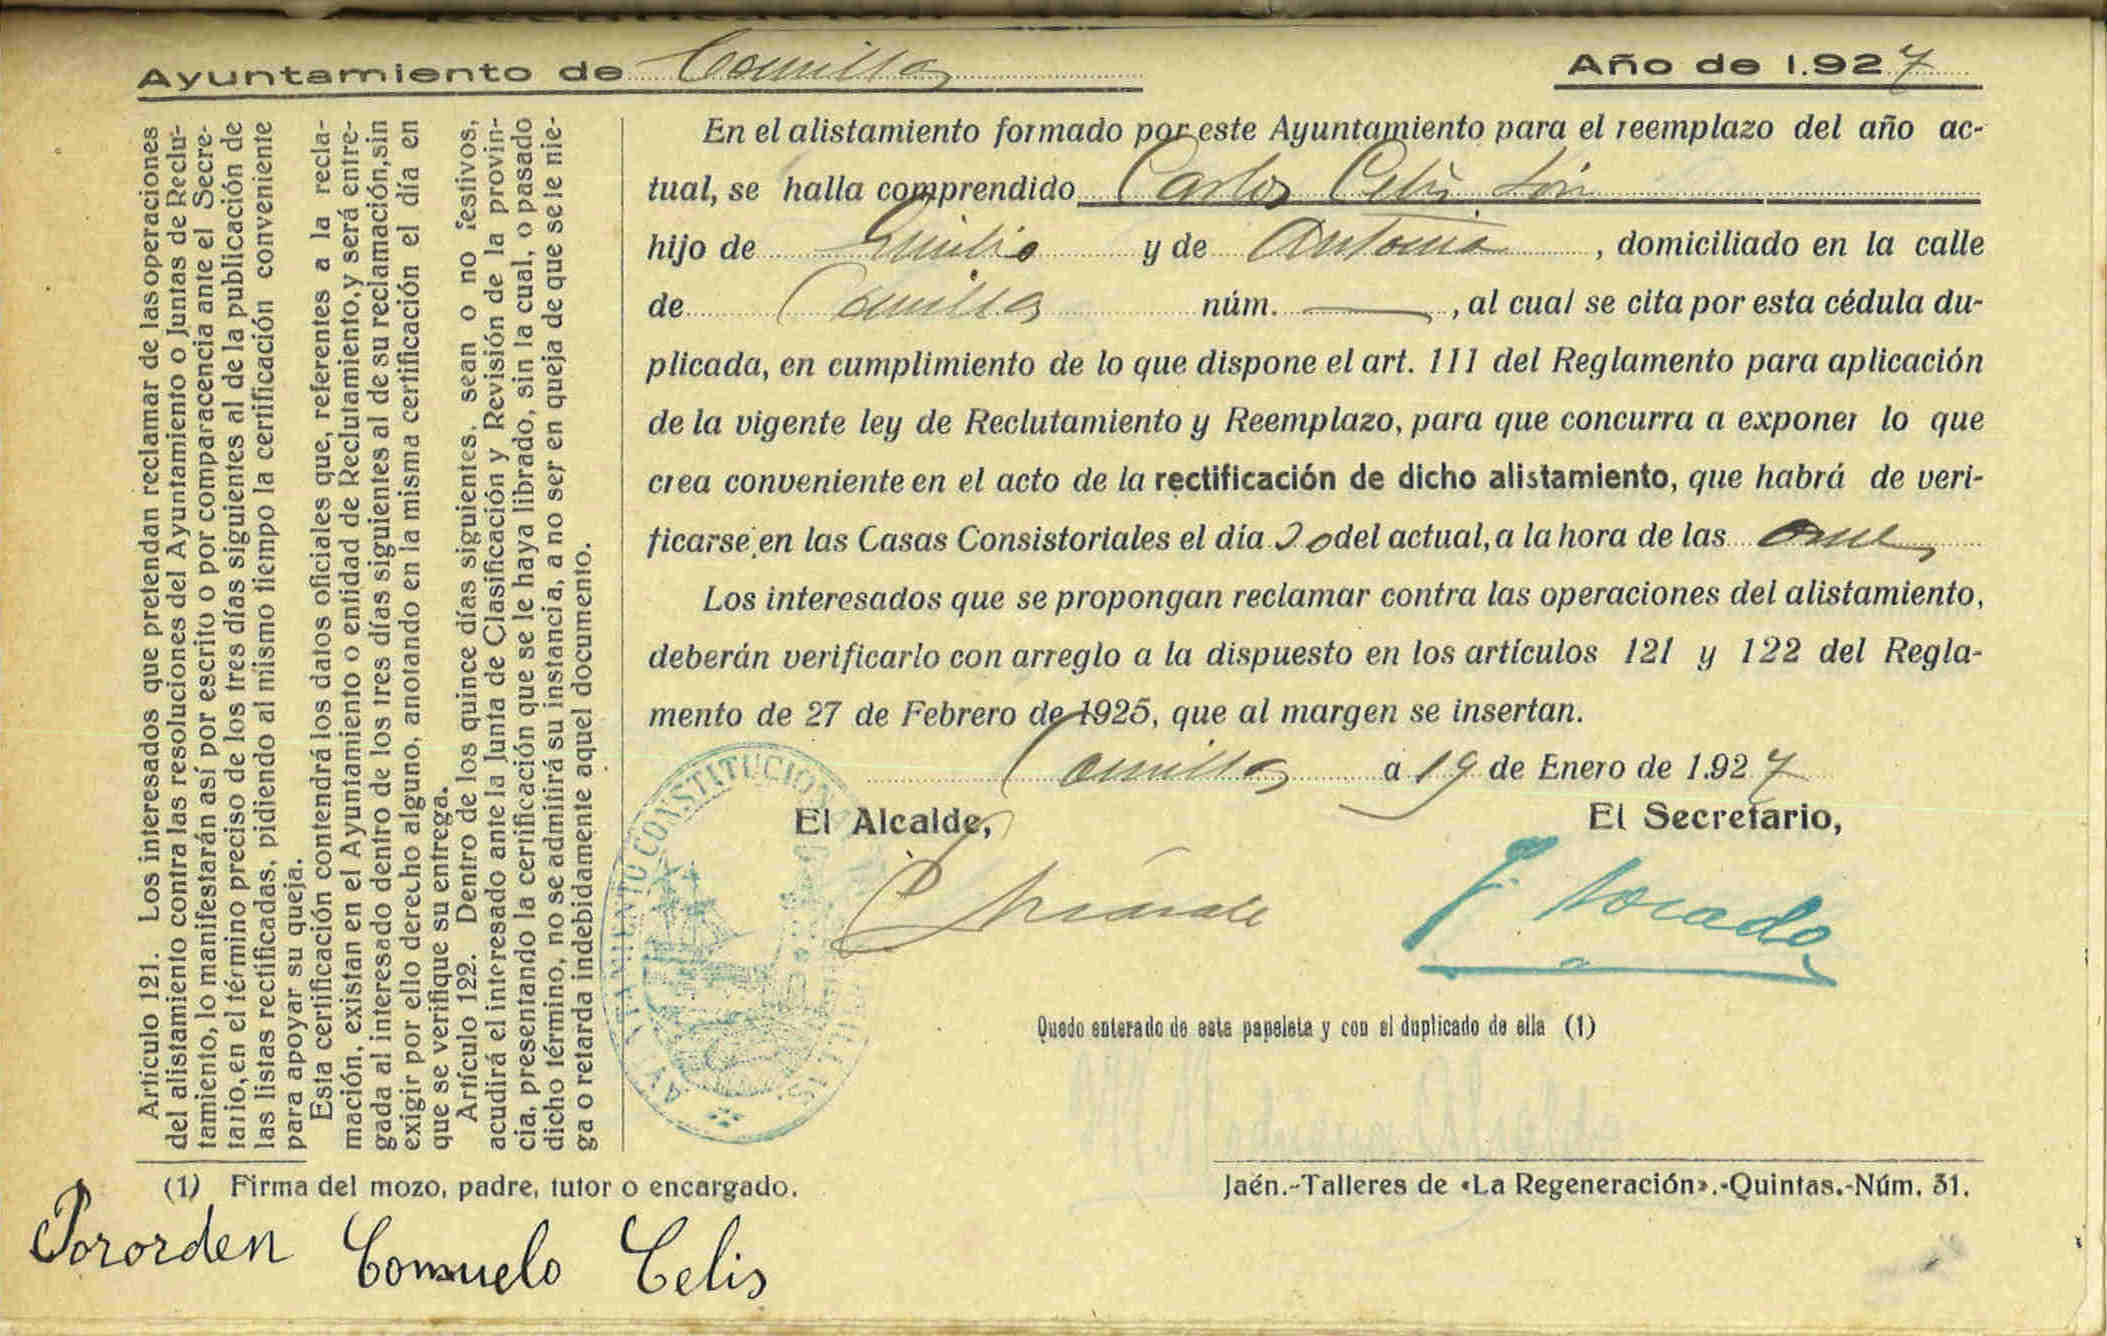 Ayuntamiento de Comillas
Año de 1.927
En el alistamiento formado por este Ayuntamiento para el reemplazo del año ac-
tual, se halla comprendido Carlos Celis
hijo de Emilio y de Antonia, domiciliado en la calle
de Comillas núm. —, al cual se cita por esta cédula du-
plicada, en cumplimiento de lo que dispone el art. 111 del Reglamento para aplicación
de la vigente ley de Reclutamiento y Reemplazo, para que concurra a exponer lo que
crea conveniente en el acto de la rectificación de dicho alistamiento, que habrá de veri-
ficarse en las Casas Consistoriales el día 30 del actual, a la hora de las once
Los interesados que se propongan reclamar contra las operaciones del alistamiento,
deberán verificarlo con arreglo a la dispuesto en los artículos 121 y 122 del Regla-
mento de 27 de Febrero de 1925, que al margen se insertan.
Comillas a 19 de Enero de 1.927
El Alcalde,
El Secretario,
AYUNTAMIENTO CONSTITUCIONAL
Quedo enterado de esta papeleta y con el duplicado de ella (1)
Artículo 121. Los interesados que pretendan reclamar de las operaciones
del alistamiento contra las resoluciones del Ayuntamiento o Juntas de Reclu-
tamiento, lo manifestarán así por escrito o por comparacencia ante el Secre-
tario, en el término preciso de los tres días siguientes al de la publicación de
las listas rectificadas, pidiendo al mismo tiempo la certificación conveniente
para apoyar su queja.
Esta certificación contendrá los datos oficiales que, referentes a la recla-
mación, existan en el Ayuntamiento o entidad de Reclutamiento, y será entre-
gada al interesado dentro de los tres días siguientes al de su reclamación, sin
exigir por ello derecho alguno, anotando en la misma certificación el día en
que se verifique su entrega.
Artículo 122. Dentro de los quince días siguientes, sean o no festivos,
acudirá el interesado ante la Junta de Clasificación y Revisión de la provin-
cia, presentando la certificación que se le haya librado, sin la cual, o pasado
dicho término, no se admitirá su instancia, a no ser en queja de que se le nie-
ga o retarda indebidamente aquel documento.
(1) Firma del mozo, padre, tutor o encargado.
Jaén.-Talleres de «La Regeneración».-Quintas.-Núm. 31.
Pororden Consuelo Celis